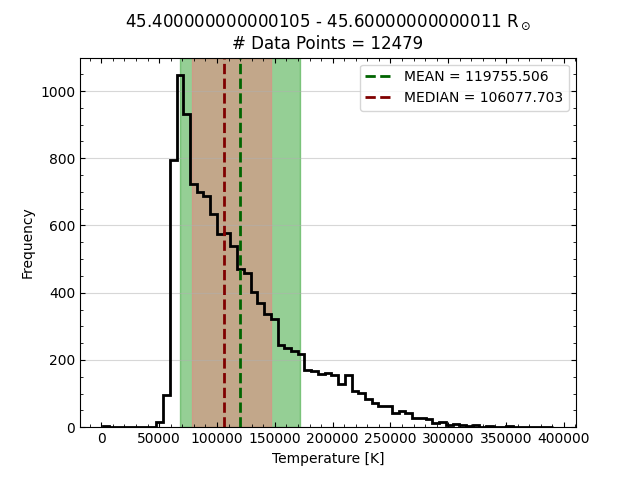 45.400000000000105 - 45.60000000000011 R⊙
# Data Points = 12479
MEAN = 119755.506
MEDIAN = 106077.703
1000
800
600
400
200
0
Frequency
0 50000 100000 150000 200000 250000 300000 350000 400000
Temperature [K]